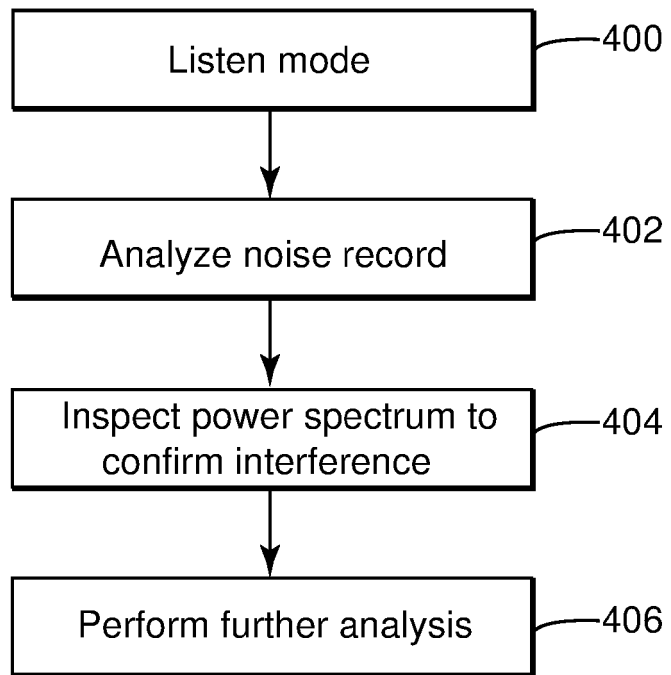 Listen mode
400
Analyze noise record
402
Inspect power spectrum to
confirm interference
404
Perform further analysis
406